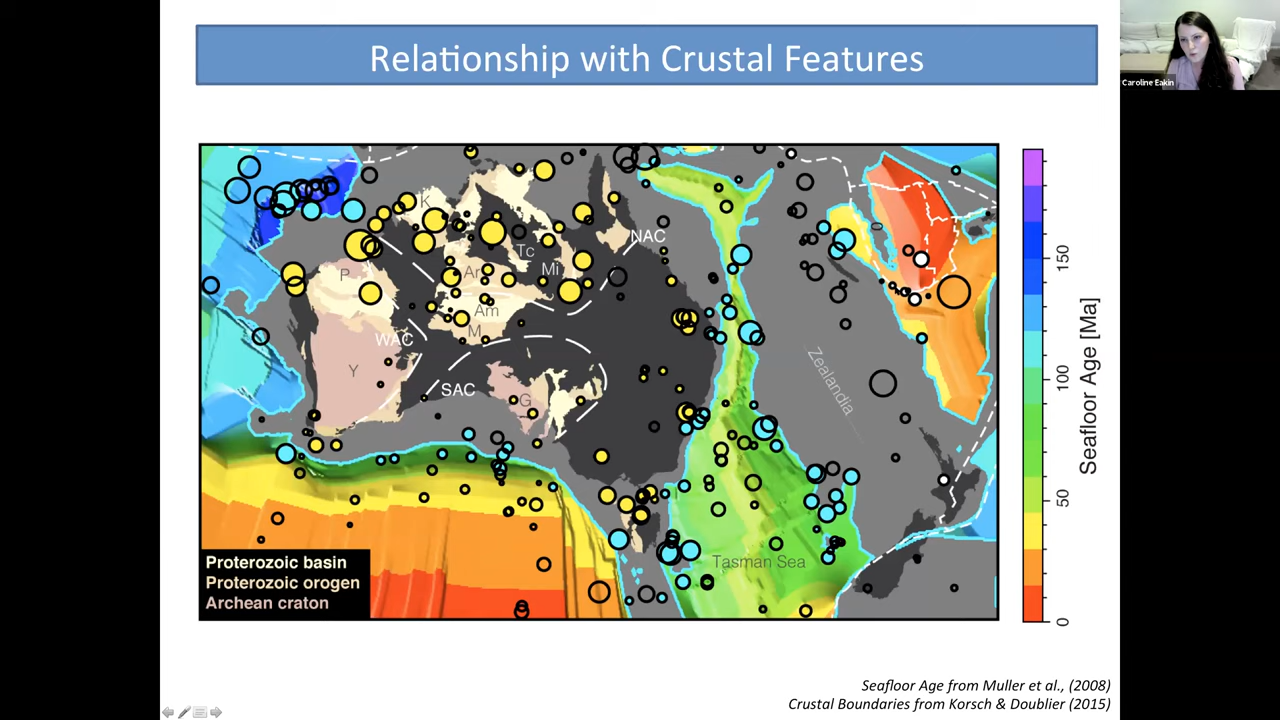 Relationship with Crustal Features
Caroline Eakin
K
NAC
Tc
P
Ar
Mi
Am
M
WAC
Y
SAC
G
Zealandia
Tasman Sea
Proterozoic basin
Proterozoic orogen
Archean craton
150
100
50
0
Seafloor Age [Ma]
Seafloor Age from Muller et al., (2008)
Crustal Boundaries from Korsch & Doublier (2015)